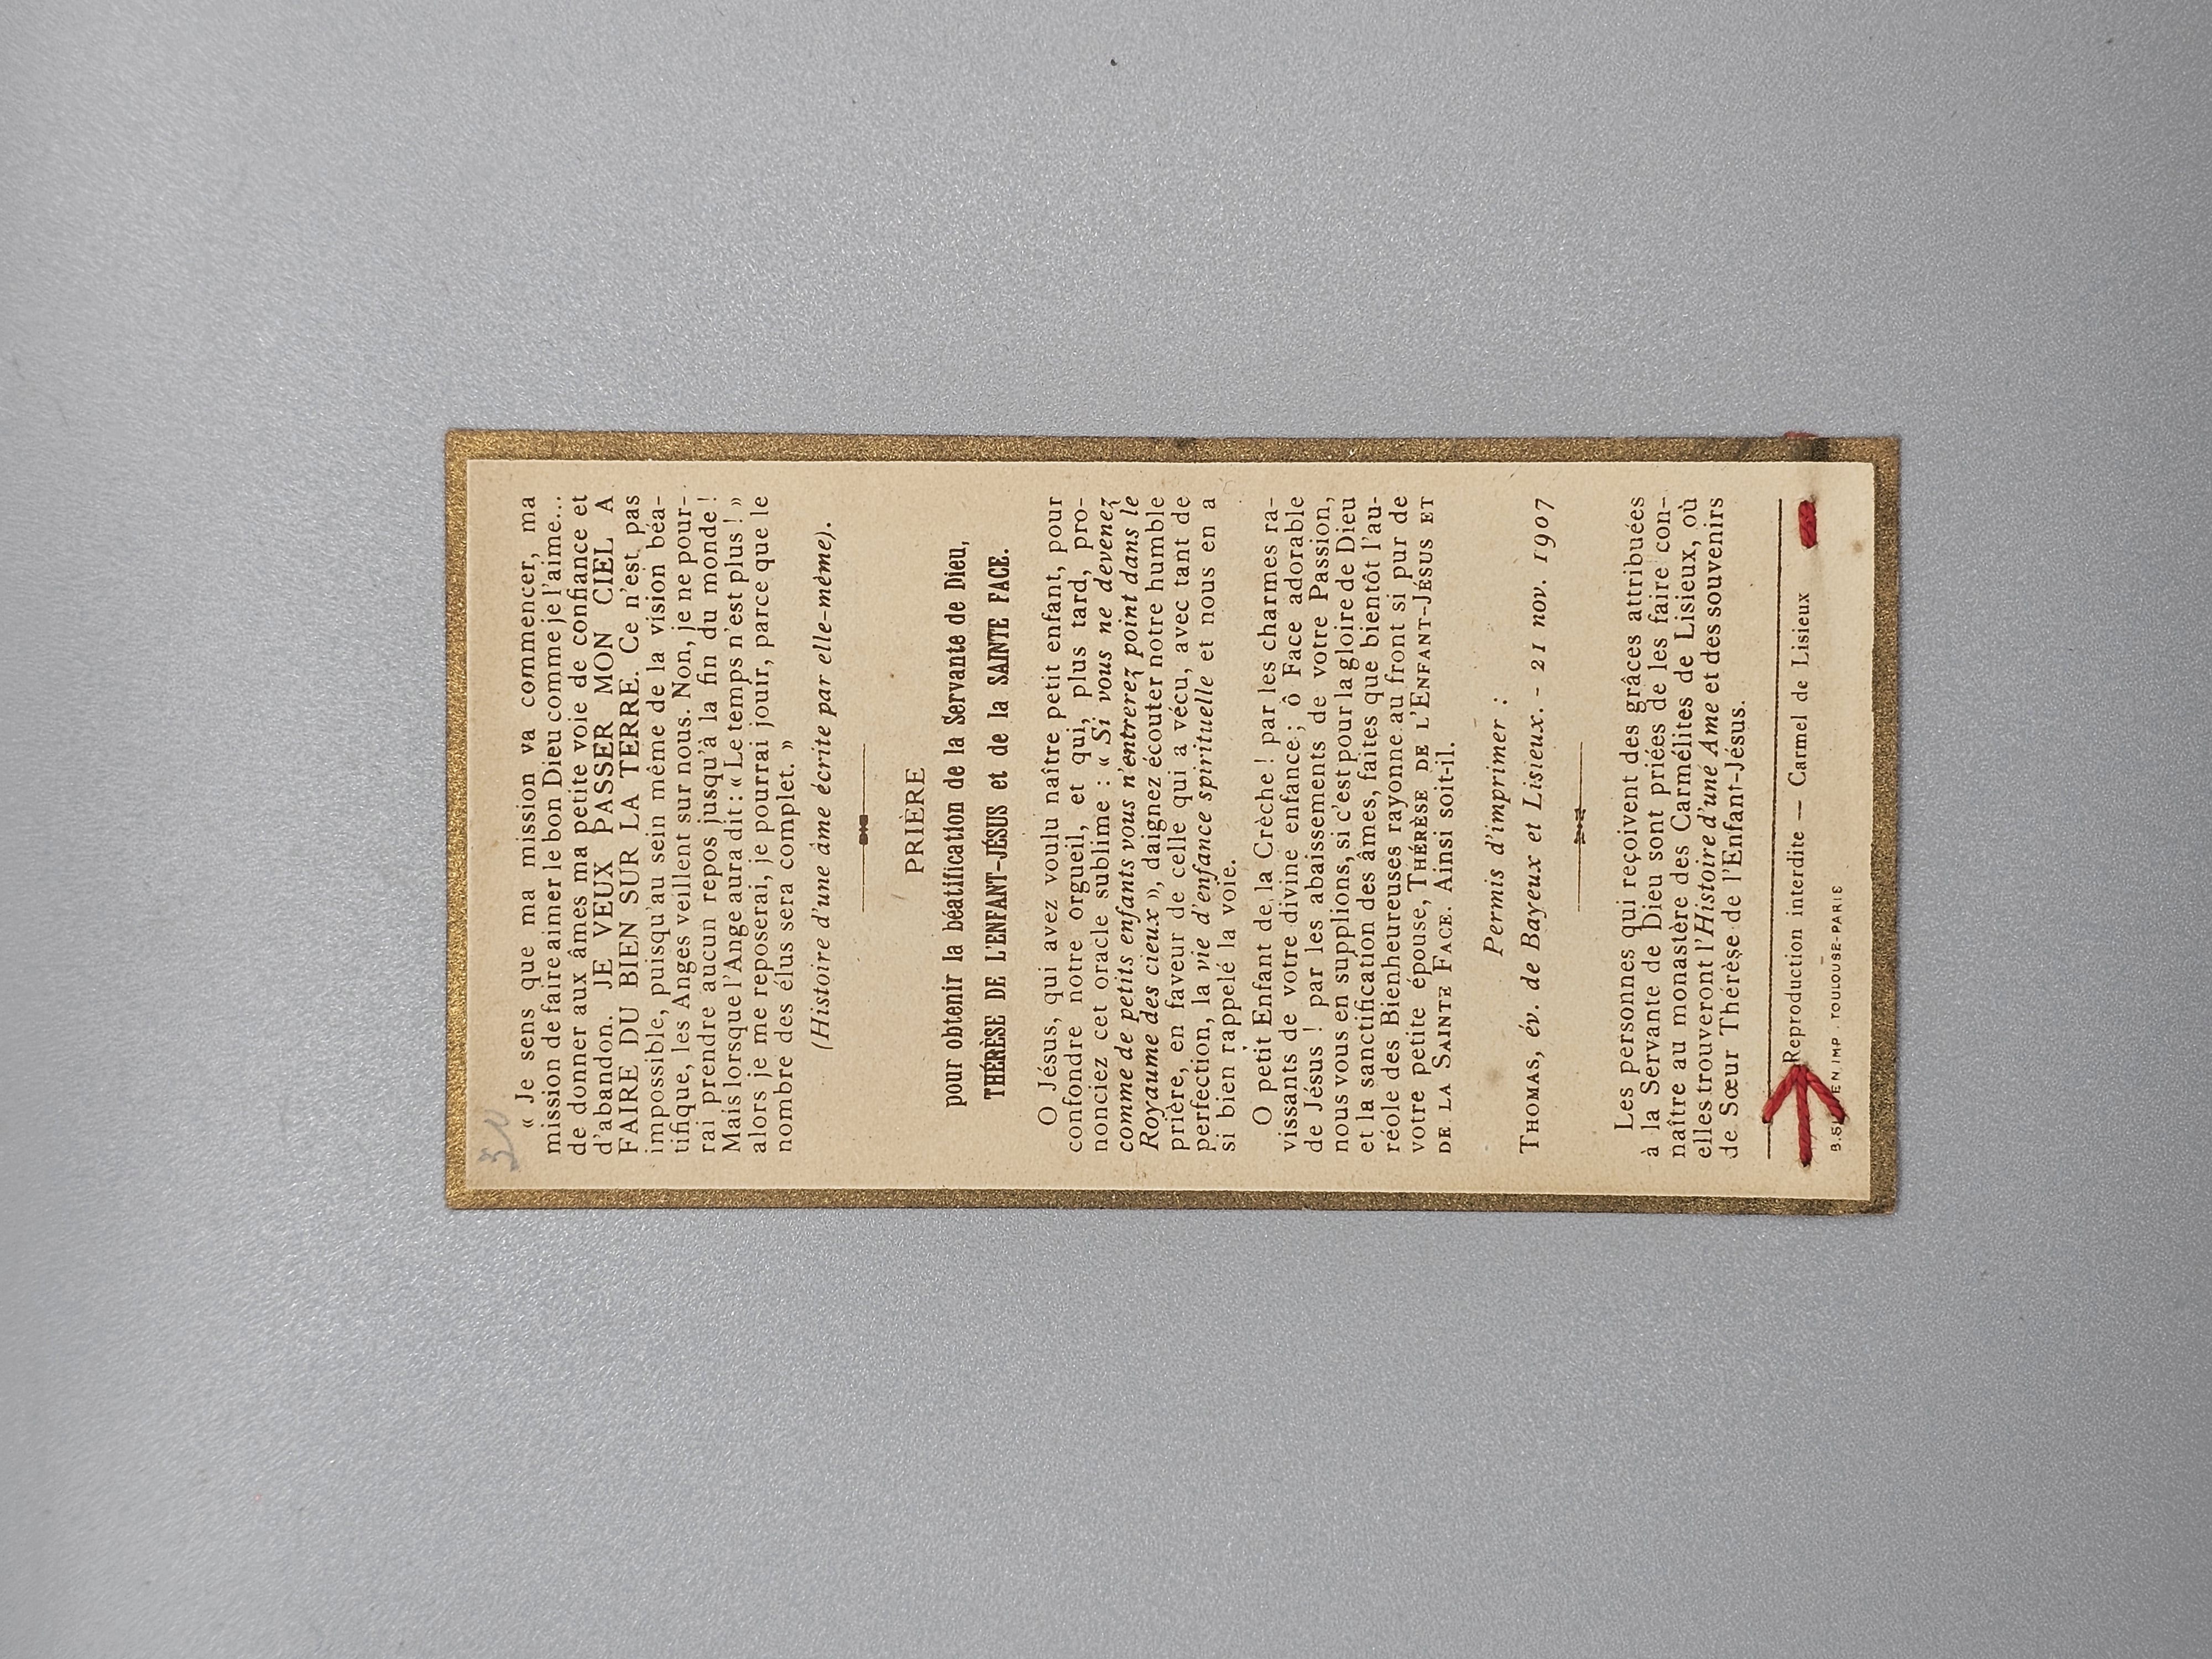 30
« Je sens que ma mission va commencer, ma
mission de faire aimer le bon Dieu comme je l'aime...
de donner aux âmes ma petite voie de confiance et
d'abandon. JE VEUX PASSER MON CIEL A
FAIRE DU BIEN SUR LA TERRE. Ce n'est pas
impossible, puisqu'au sein même de la vision béa-
tifique, les Anges veillent sur nous. Non, je ne pour-
rai prendre aucun repos jusqu'à la fin du monde !
Mais lorsque l'Ange aura dit : « Le temps n'est plus ! »
alors je me reposerai, je pourrai jouir, parce que le
nombre des élus sera complet. »
(Histoire d'une âme écrite par elle-même).
PRIÈRE
pour obtenir la béatification de la Servante de Dieu,
THÉRÈSE DE L'ENFANT-JÉSUS et de la SAINTE FACE.
O Jésus, qui avez voulu naître petit enfant, pour
confondre notre orgueil, et qui, plus tard, pro-
nonciez cet oracle sublime : « Si vous ne devenez
comme de petits enfants vous n'entrerez point dans le
Royaume des cieux », daignez écouter notre humble
prière, en faveur de celle qui a vécu, avec tant de
perfection, la vie d'enfance spirituelle et nous en a
si bien rappelé la voie.
O petit Enfant de la Crèche ! par les charmes ra-
vissants de votre divine enfance ; ô Face adorable
de Jésus ! par les abaissements de votre Passion,
nous vous en supplions, si c'est pour la gloire de Dieu
et la sanctification des âmes, faites que bientôt l'au-
réole des Bienheureuses rayonne au front si pur de
votre petite épouse, THÉRÈSE DE L'ENFANT-JÉSUS ET
DE LA SAINTE FACE. Ainsi soit-il.
Permis d'imprimer :
THOMAS, év. de Bayeux et Lisieux. - 21 nov. 1907
Les personnes qui reçoivent des grâces attribuées
à la Servante de Dieu sont priées de les faire con-
naître au monastère des Carmélites de Lisieux, où
elles trouveront l'Histoire d'une Ame et des souvenirs
de Sœur Thérèse de l'Enfant-Jésus.
Reproduction interdite — Carmel de Lisieux
IMP. TOULOUSE-PARIS